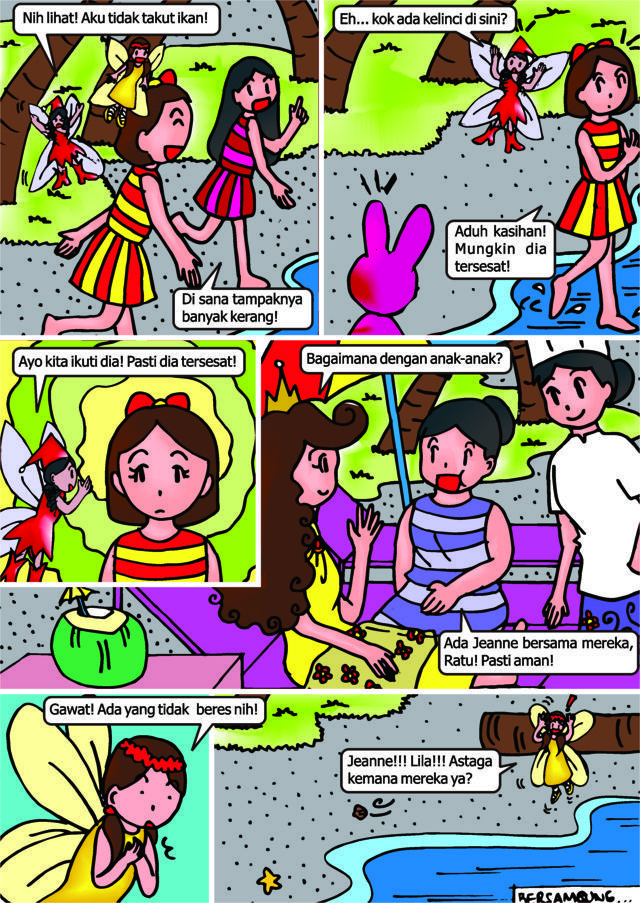 Nih lihat! Aku tidak takut ikan!
Di sana tampaknya
banyak kerang!
Eh... kok ada kelinci di sini?
Aduh kasihan!
Mungkin dia
tersesat!
Ayo kita ikuti dia! Pasti dia tersesat!
Bagaimana dengan anak-anak?
Ada Jeanne bersama mereka,
Ratu! Pasti aman!
Gawat! Ada yang tidak beres nih!
Jeanne!!! Lila!!! Astaga
kemana mereka ya?
BERSAMBUNG...